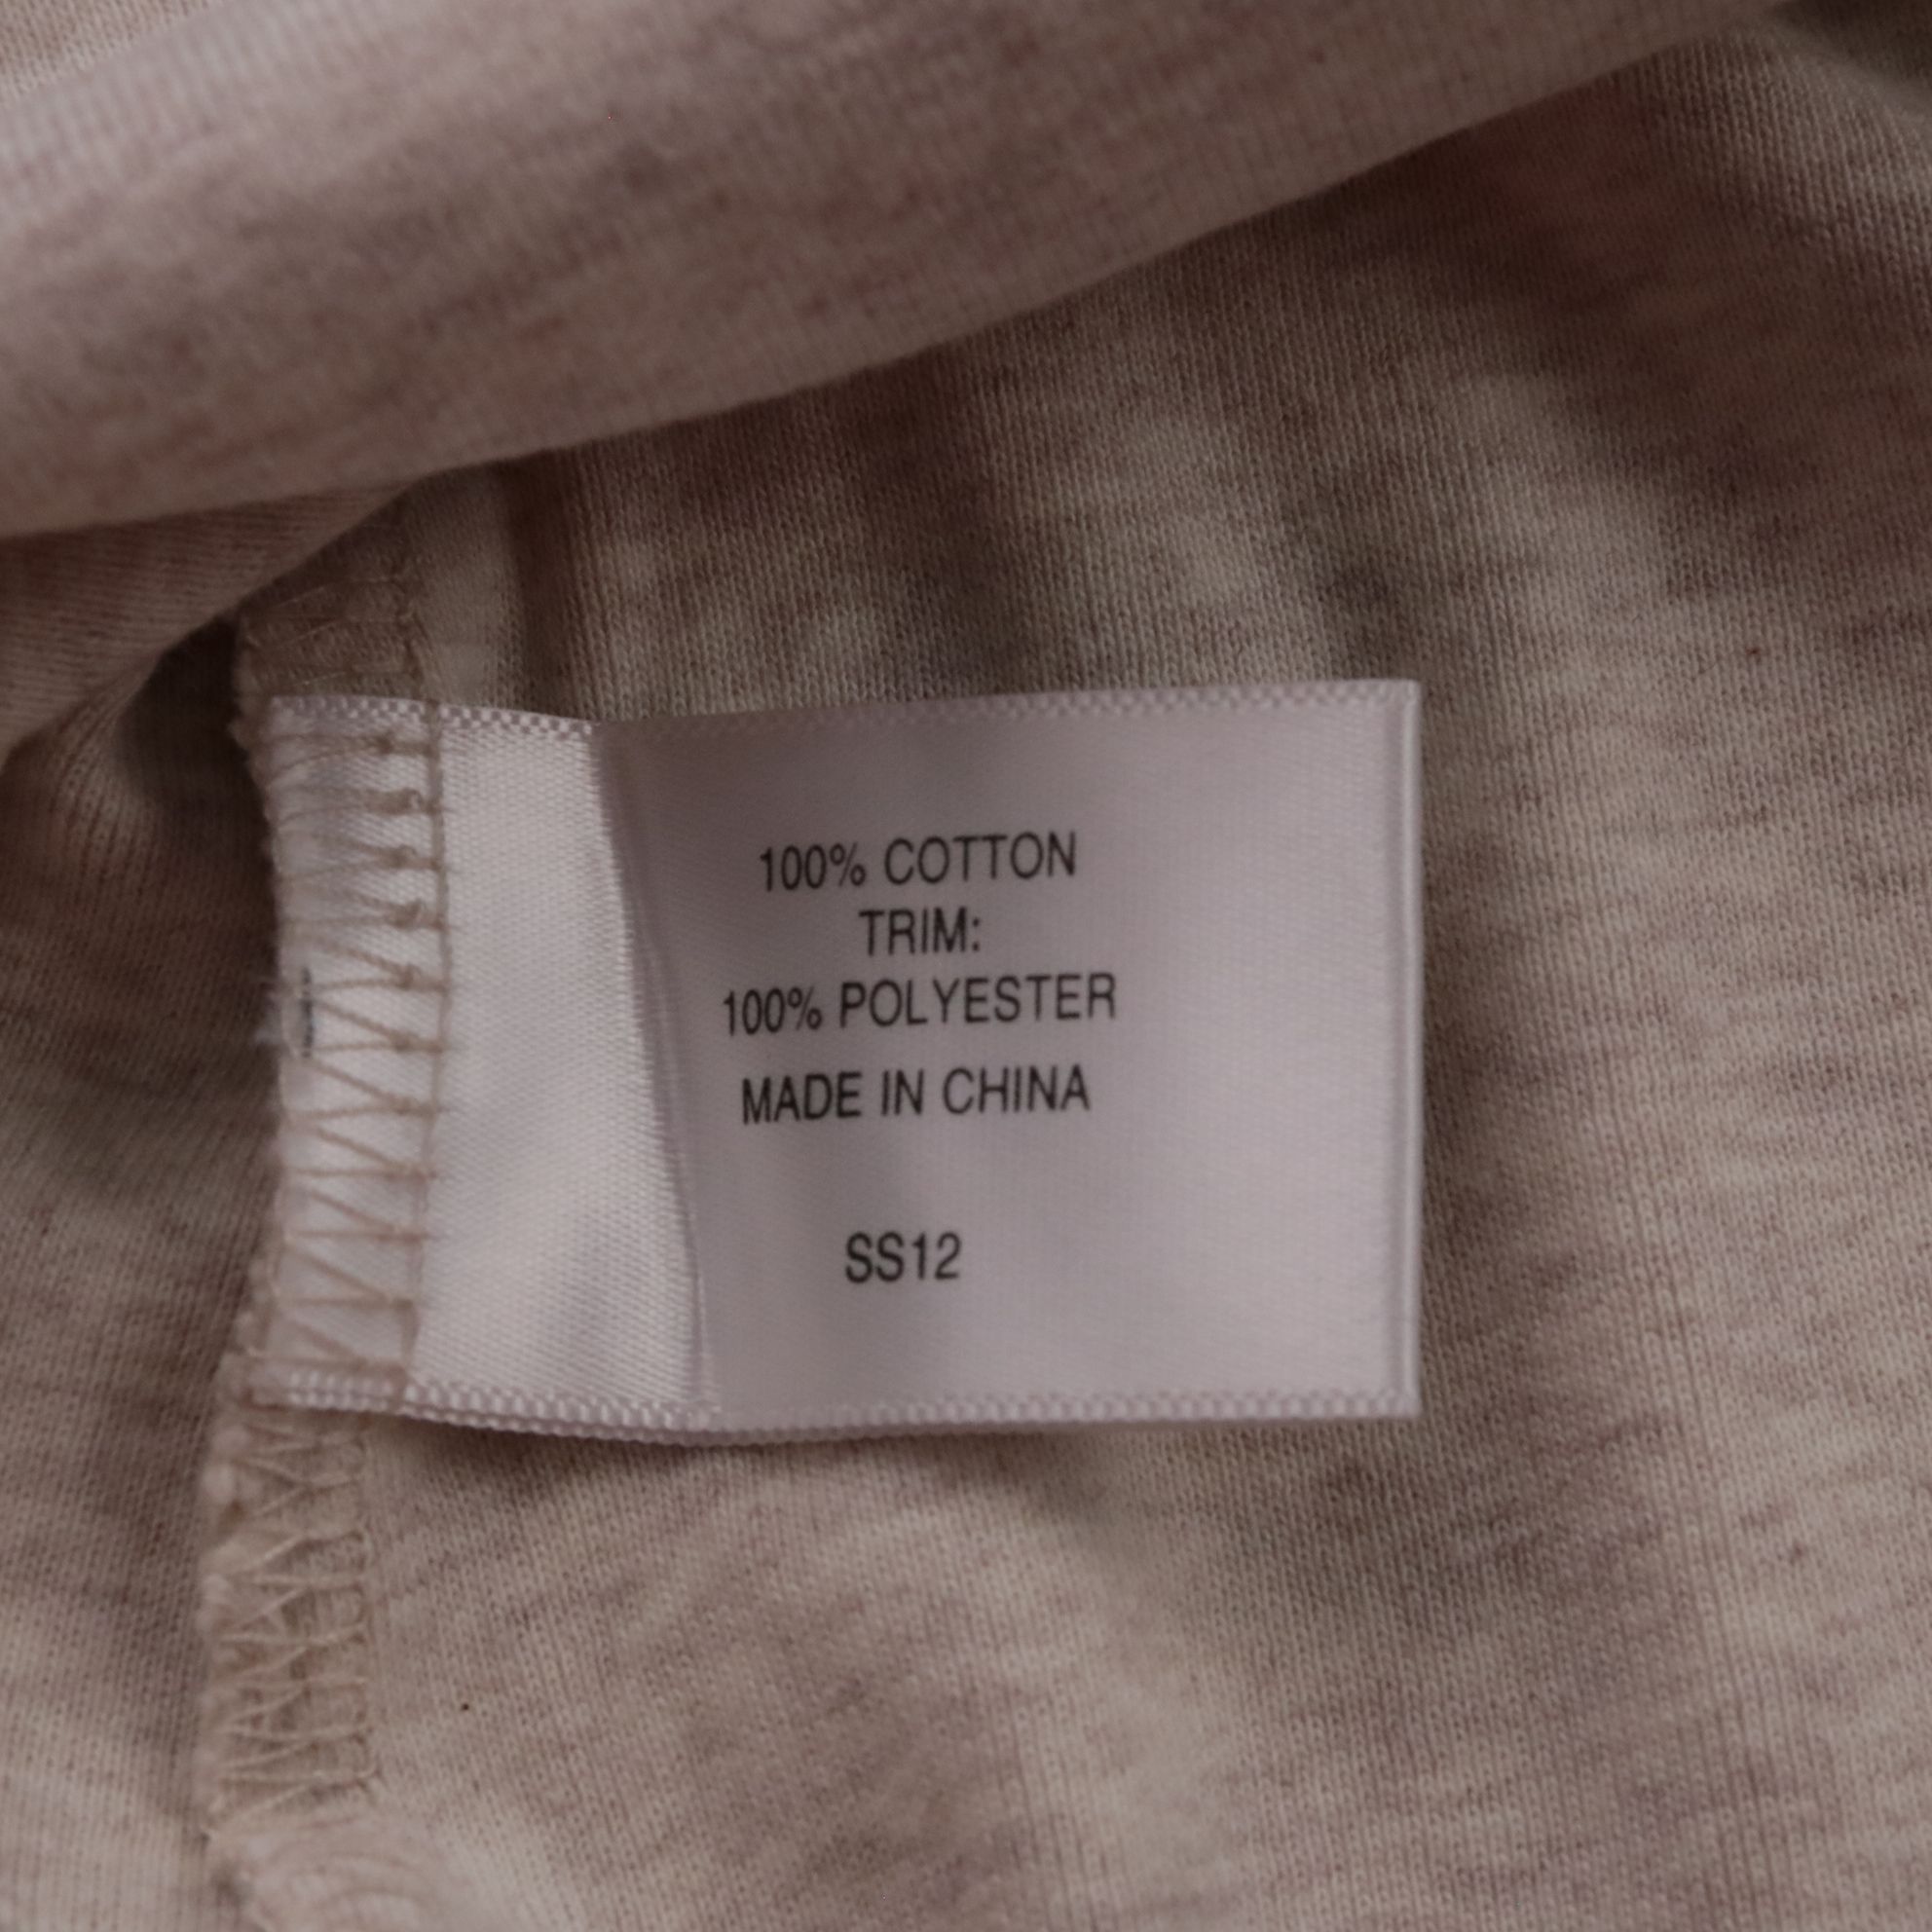 100% COTTON
TRIM:
100% POLYESTER
MADE IN CHINA
SS12